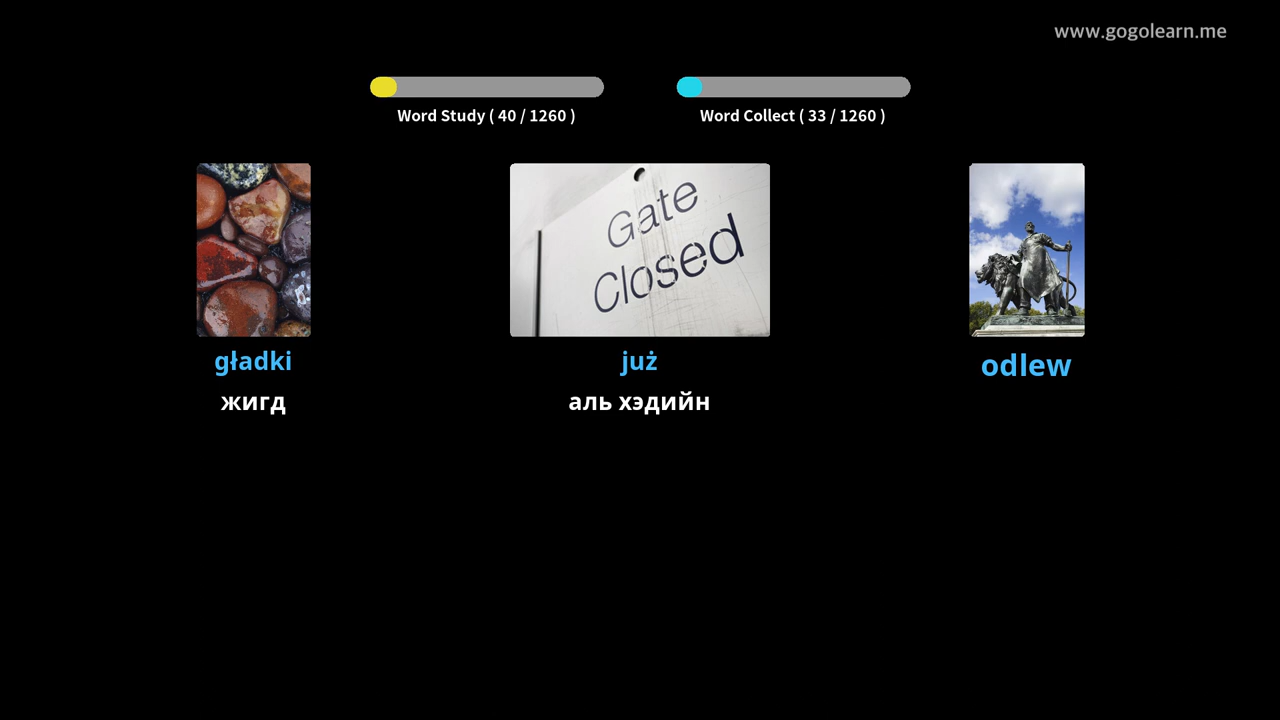 www.gogolearn.me
Word Study ( 40 / 1260 )
Word Collect ( 33 / 1260 )
Gate
Closed
gładki
już
odlew
жигд
аль хэдийн